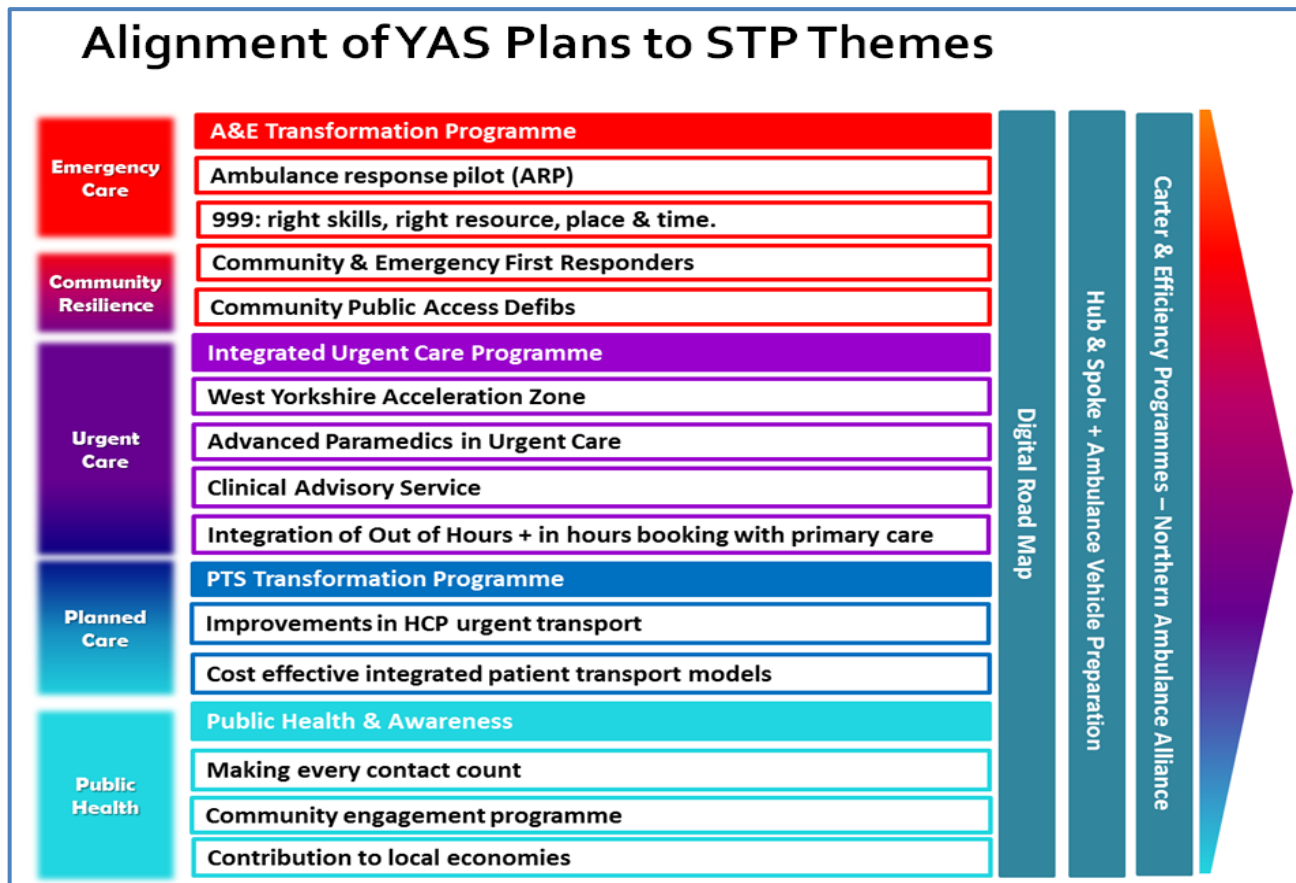 Alignment of YAS Plans to STP Themes
Emergency
Care
A&E Transformation Programme
Ambulance response pilot (ARP)
999: right skills, right resource, place & time.
Community
Resilience
Community & Emergency First Responders
Community Public Access Defibs
Urgent
Care
Integrated Urgent Care Programme
West Yorkshire Acceleration Zone
Advanced Paramedics in Urgent Care
Clinical Advisory Service
Integration of Out of Hours + in hours booking with primary care
Planned
Care
PTS Transformation Programme
Improvements in HCP urgent transport
Cost effective integrated patient transport models
Public
Health
Public Health & Awareness
Making every contact count
Community engagement programme
Contribution to local economies
Digital Road Map
Hub & Spoke + Ambulance Vehicle Preparation
Carter & Efficiency Programmes – Northern Ambulance Alliance